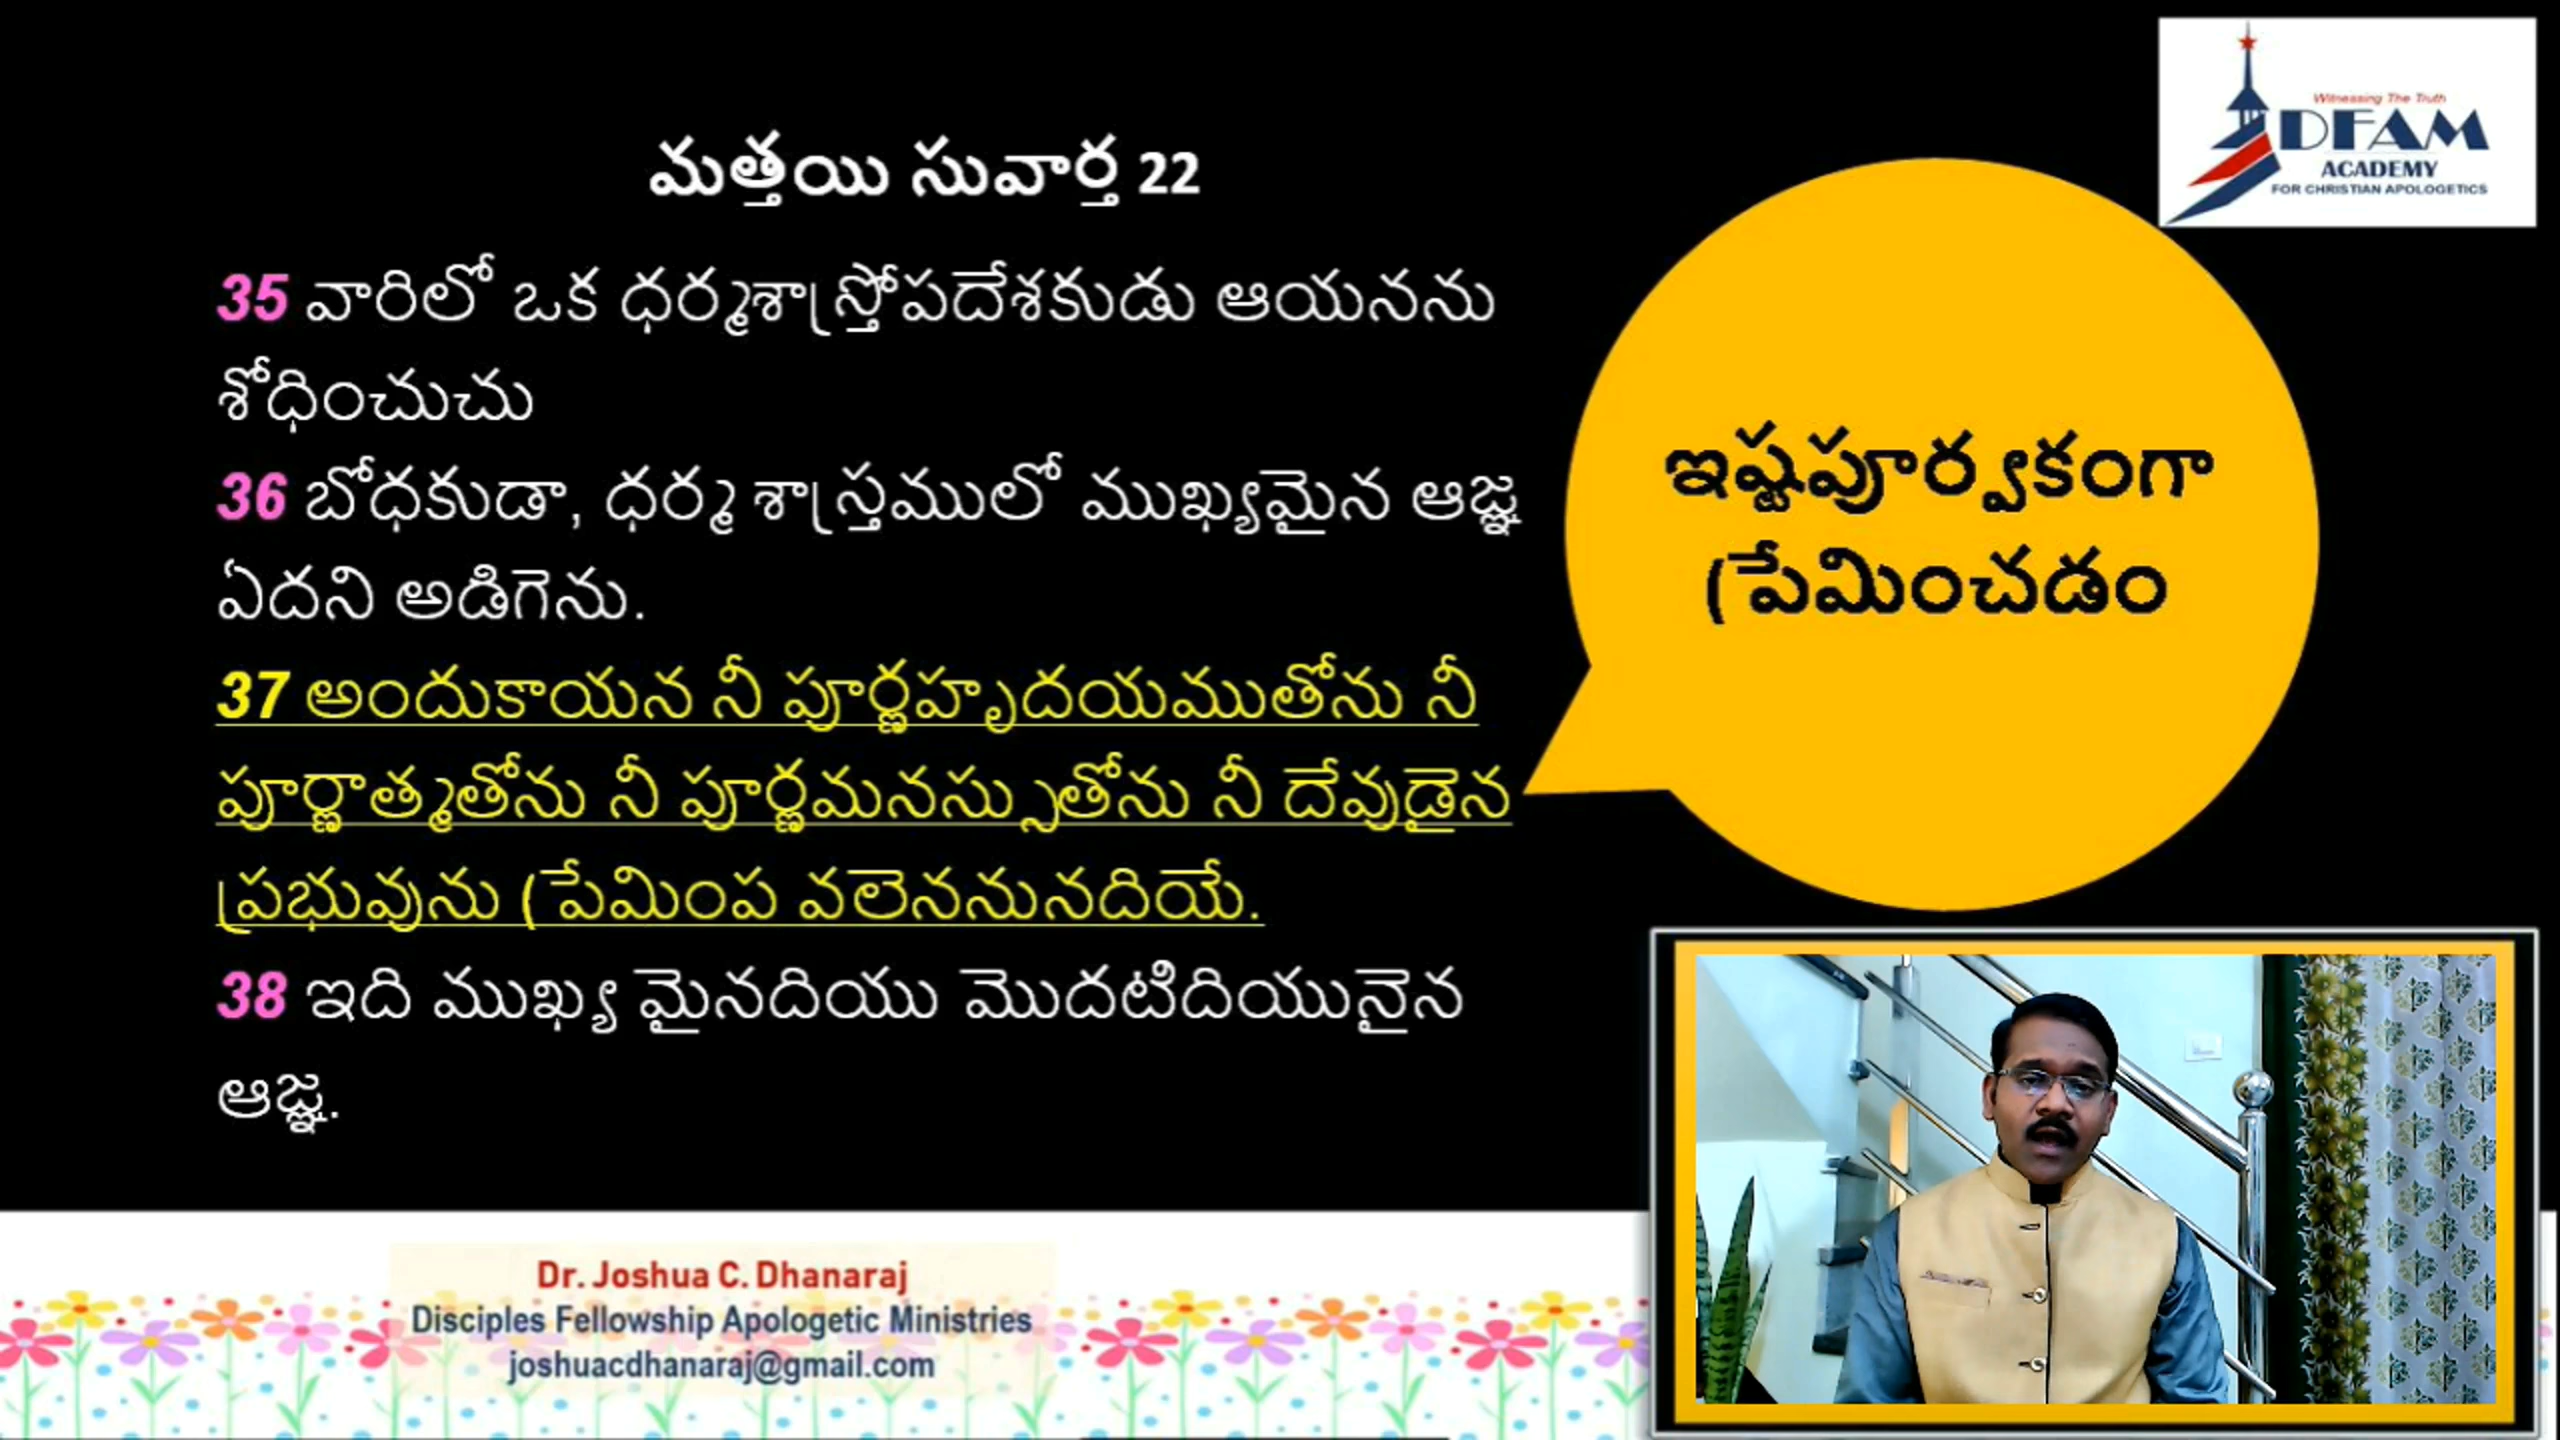 Witnessing The Truth
DFAM
ACADEMY
FOR CHRISTIAN APOLOGETICS
మత్తయి సువార్త 22
35 వారిలో ఒక ధర్మశాస్త్రోపదేశకుడు ఆయనను
శోధించుచు
36 బోధకుడా, ధర్మ శాస్త్రములో ముఖ్యమైన ఆజ్ఞ
ఏదని అడిగెను.
37 అందుకాయన నీ పూర్ణహృదయముతోను నీ
పూర్ణాత్మతోను నీ పూర్ణమనస్సుతోను నీ దేవుడైన
ప్రభువును ప్రేమింప వలెననునదియే.
38 ఇది ముఖ్య మైనదియు మొదటిదియునైన
ఆజ్ఞ.
ఇష్టపూర్వకంగా
ప్రేమించడం
Dr. Joshua C. Dhanaraj
Disciples Fellowship Apologetic Ministries
joshuacdhanaraj@gmail.com